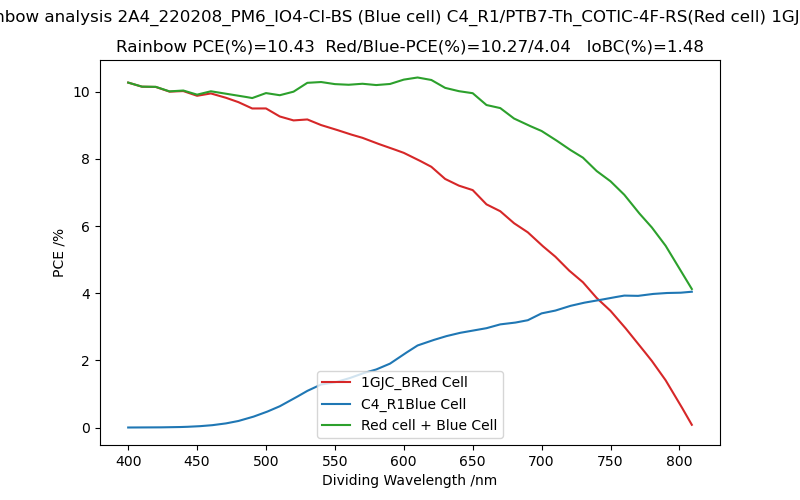 nbow analysis 2A4_220208_PM6_IO4-Cl-BS (Blue cell) C4_R1/PTB7-Th_COTIC-4F-RS(Red cell) 1GJ
Rainbow PCE(%)=10.43 Red/Blue-PCE(%)=10.27/4.04 IoBC(%)=1.48
10
8
6
4
2
0
PCE /%
1GJC_BRed Cell
C4_R1Blue Cell
Red cell + Blue Cell
400 450 500 550 600 650 700 750 800
Dividing Wavelength /nm